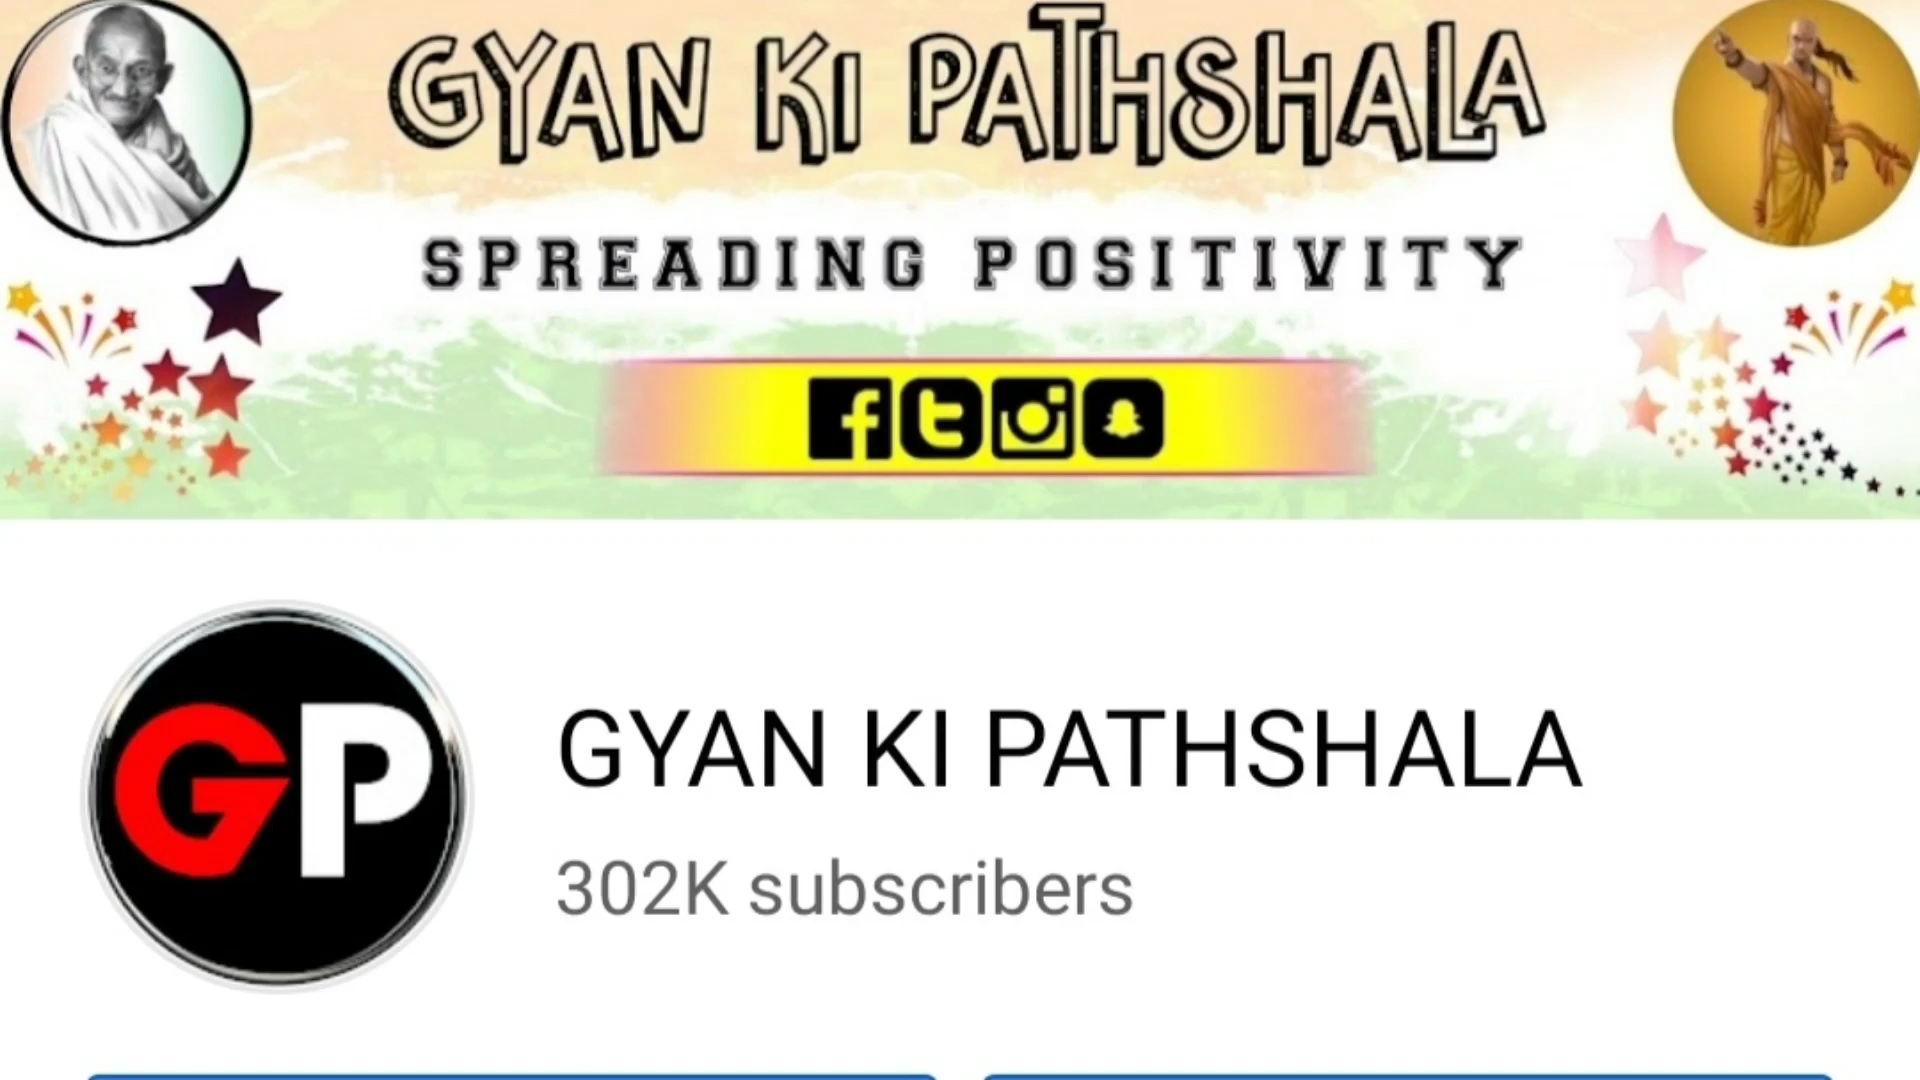 GYAN KI PATHSHALA
SPREADING POSITIVITY
GP
GYAN KI PATHSHALA
302K subscribers